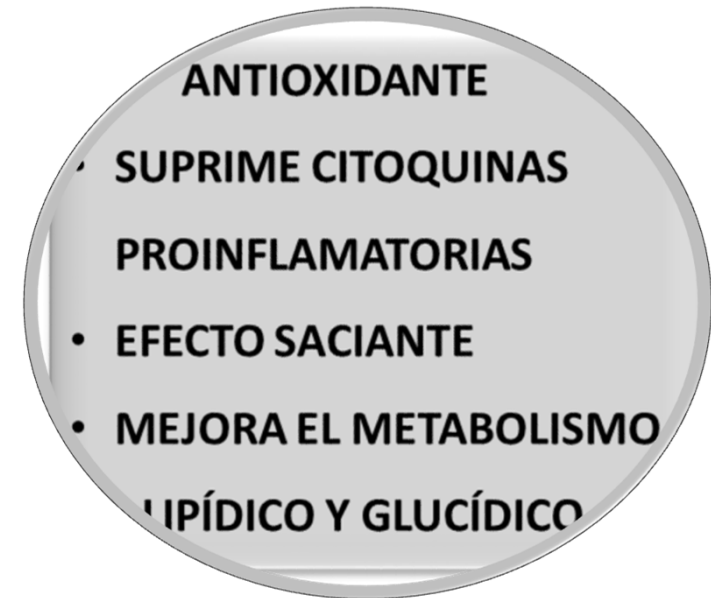 ANTIOXIDANTE
• SUPRIME CITOQUINAS
PROINFLAMATORIAS
• EFECTO SACIANTE
• MEJORA EL METABOLISMO
LIPÍDICO Y GLUCÍDICO